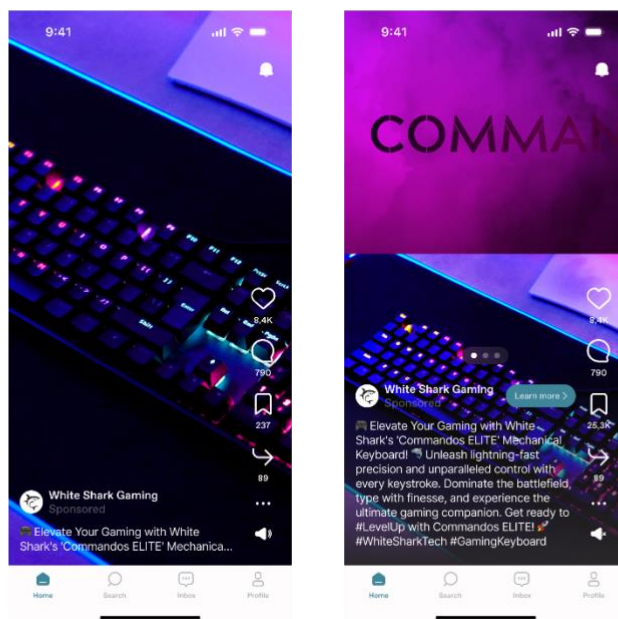 9:41
8,4K
790
237
89
White Shark Gaming
Sponsored
🎮 Elevate Your Gaming with White
Shark's 'Commandos ELITE' Mechanica...
Home
Search
Inbox
Profile
9:41
COMMAN
8,4K
790
White Shark Gaming
Sponsored
Learn more >
25,3K
🎮 Elevate Your Gaming with White
Shark's 'Commandos ELITE' Mechanical
Keyboard! 🦈 Unleash lightning-fast
precision and unparalleled control with
every keystroke. Dominate the battlefield,
type with finesse, and experience the
ultimate gaming companion. Get ready to
#LevelUp with Commandos ELITE! 🚀
#WhiteSharkTech #GamingKeyboard
89
Home
Search
Inbox
Profile